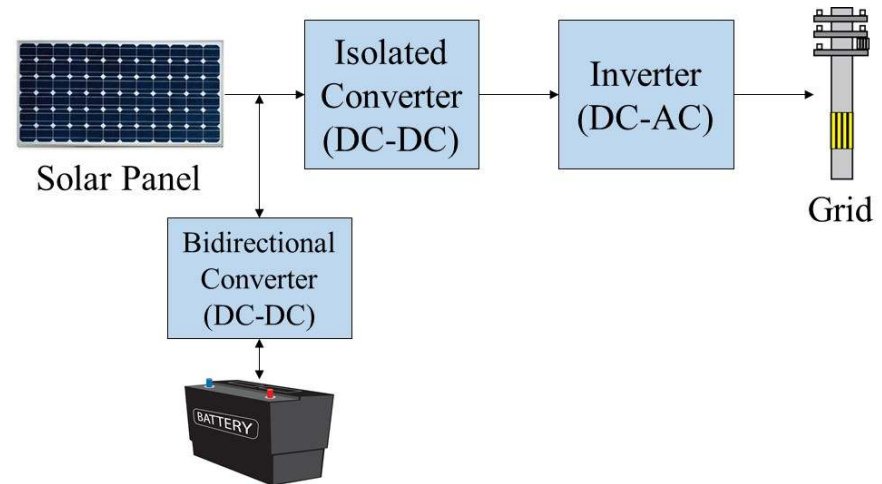 Solar Panel
Isolated
Converter
(DC-DC)
Inverter
(DC-AC)
Grid
Bidirectional
Converter
(DC-DC)
BATTERY